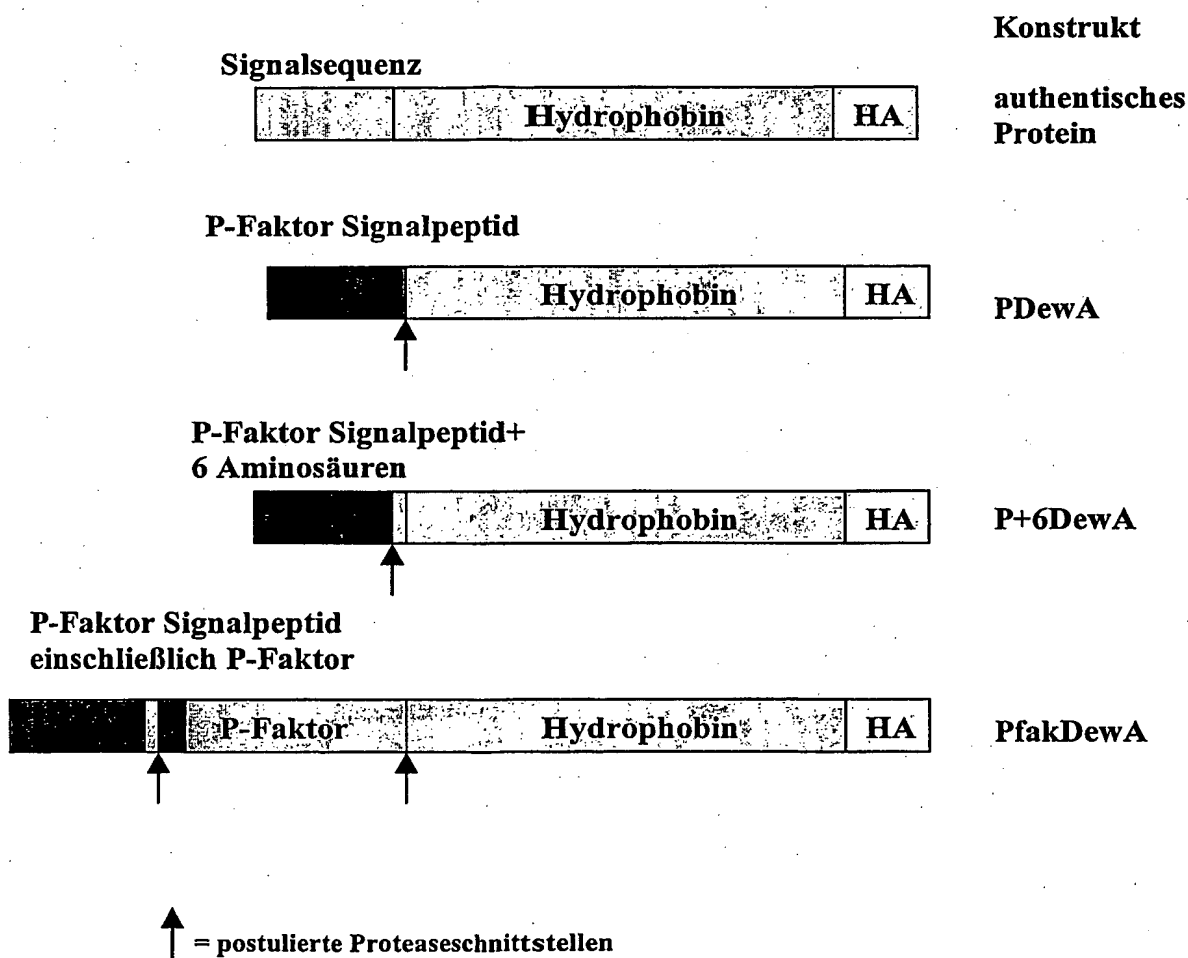 Konstrukt
Signalsequenz
Hydrophobin HA
authentisches
Protein
P-Faktor Signalpeptid
Hydrophobin HA
PDewA
P-Faktor Signalpeptid+
6 Aminosäuren
Hydrophobin HA
P+6DewA
P-Faktor Signalpeptid
einschließlich P-Faktor
P-Faktor Hydrophobin HA
PfakDewA
= postulierte Proteaseschnittstellen